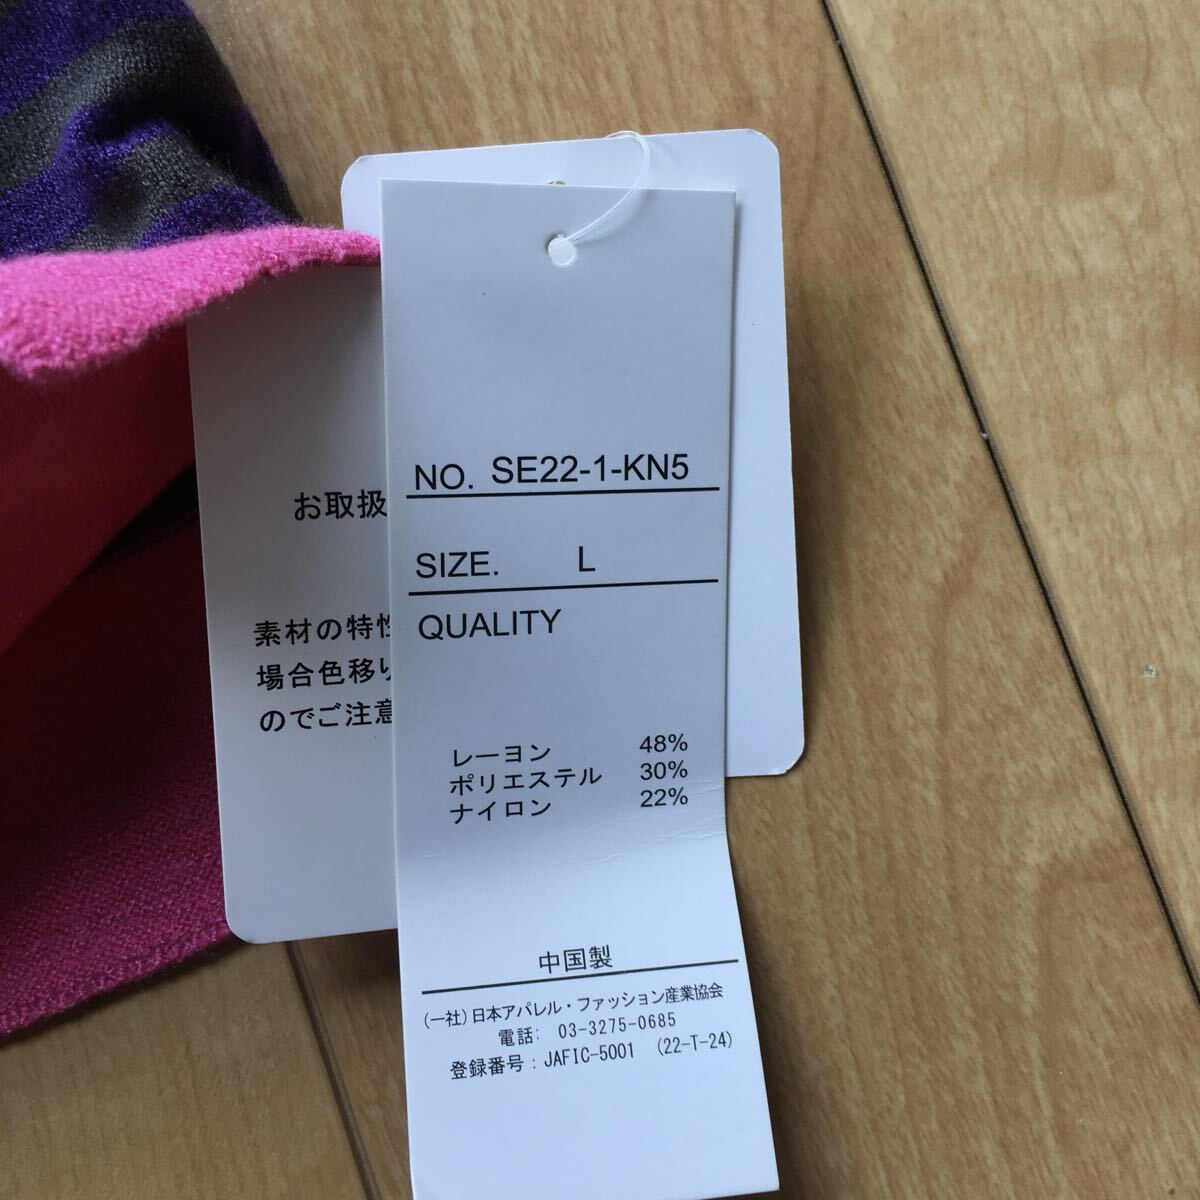 NO. SE22-1-KN5
SIZE. L
QUALITY
レーヨン 48%
ポリエステル 30%
ナイロン 22%
中国製
(一社)日本アパレル・ファッション産業協会
電話: 03-3275-0685
登録番号:JAFIC-5001 (22-T-24)
お取扱
素材の特性
場合色移り
のでご注意